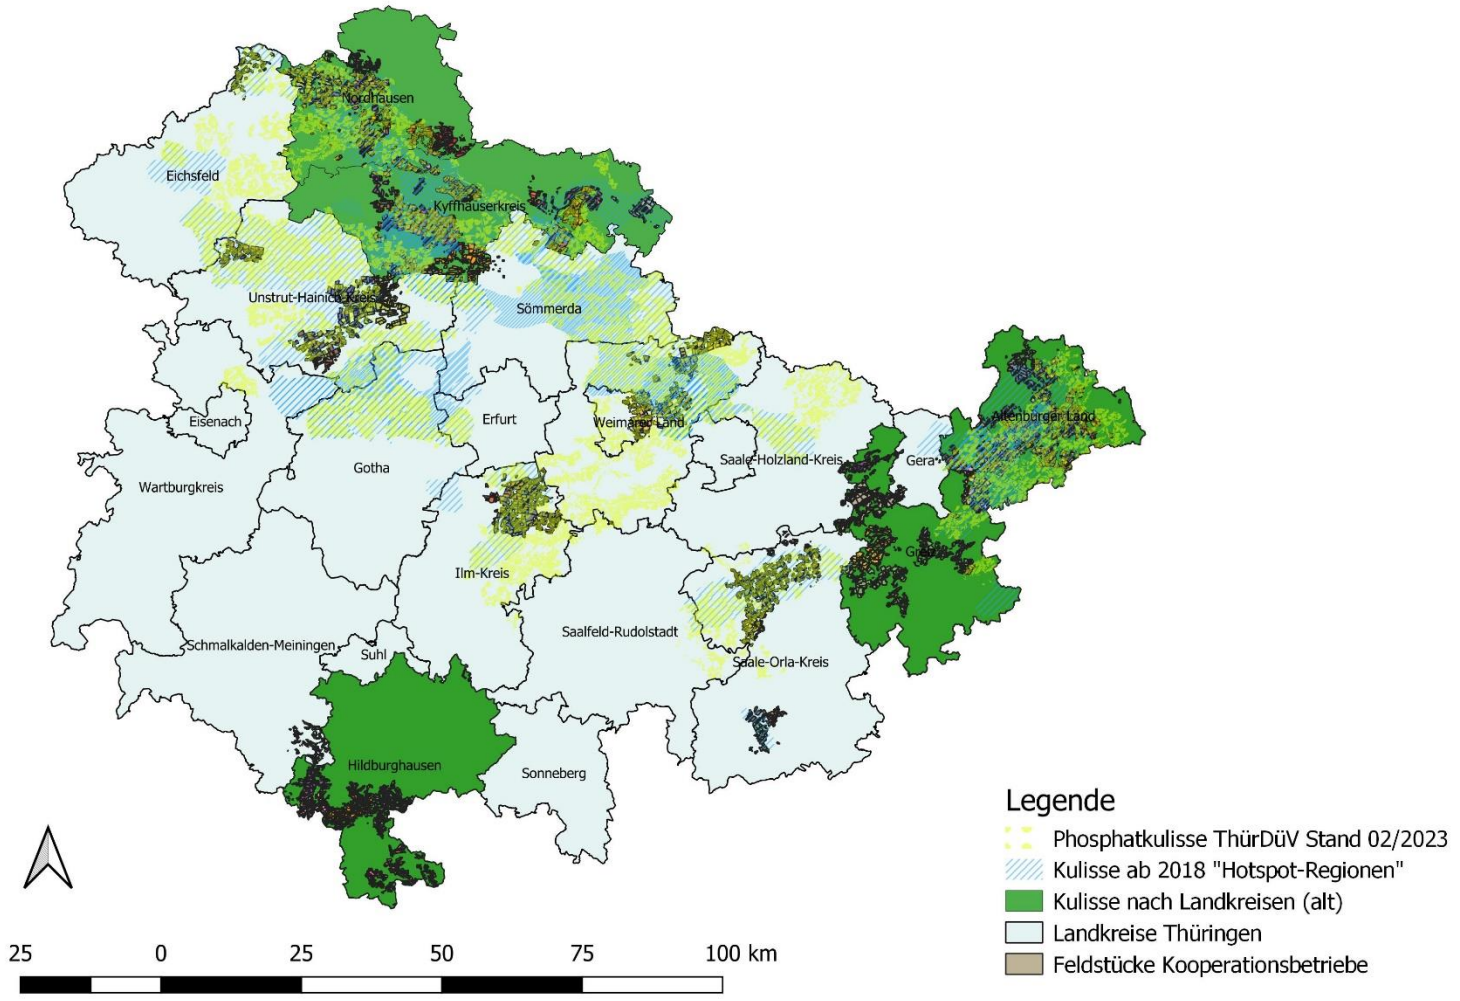 Nordhausen
Eichsfeld
Kyffhäuserkreis
Unstrut-Hainich-Kreis
Sömmerda
Eisenach
Erfurt
Weimarer Land
Altenburger Land
Saale-Holzland-Kreis
Gera
Gotha
Wartburgkreis
Greiz
Ilm-Kreis
Saalfeld-Rudolstadt
Schmalkalden-Meiningen
Suhl
Saale-Orla-Kreis
Hildburghausen
Sonneberg
Legende
Phosphatkulisse ThürDüV Stand 02/2023
Kulisse ab 2018 "Hotspot-Regionen"
Kulisse nach Landkreisen (alt)
Landkreise Thüringen
Feldstücke Kooperationsbetriebe
25 0 25 50 75 100 km